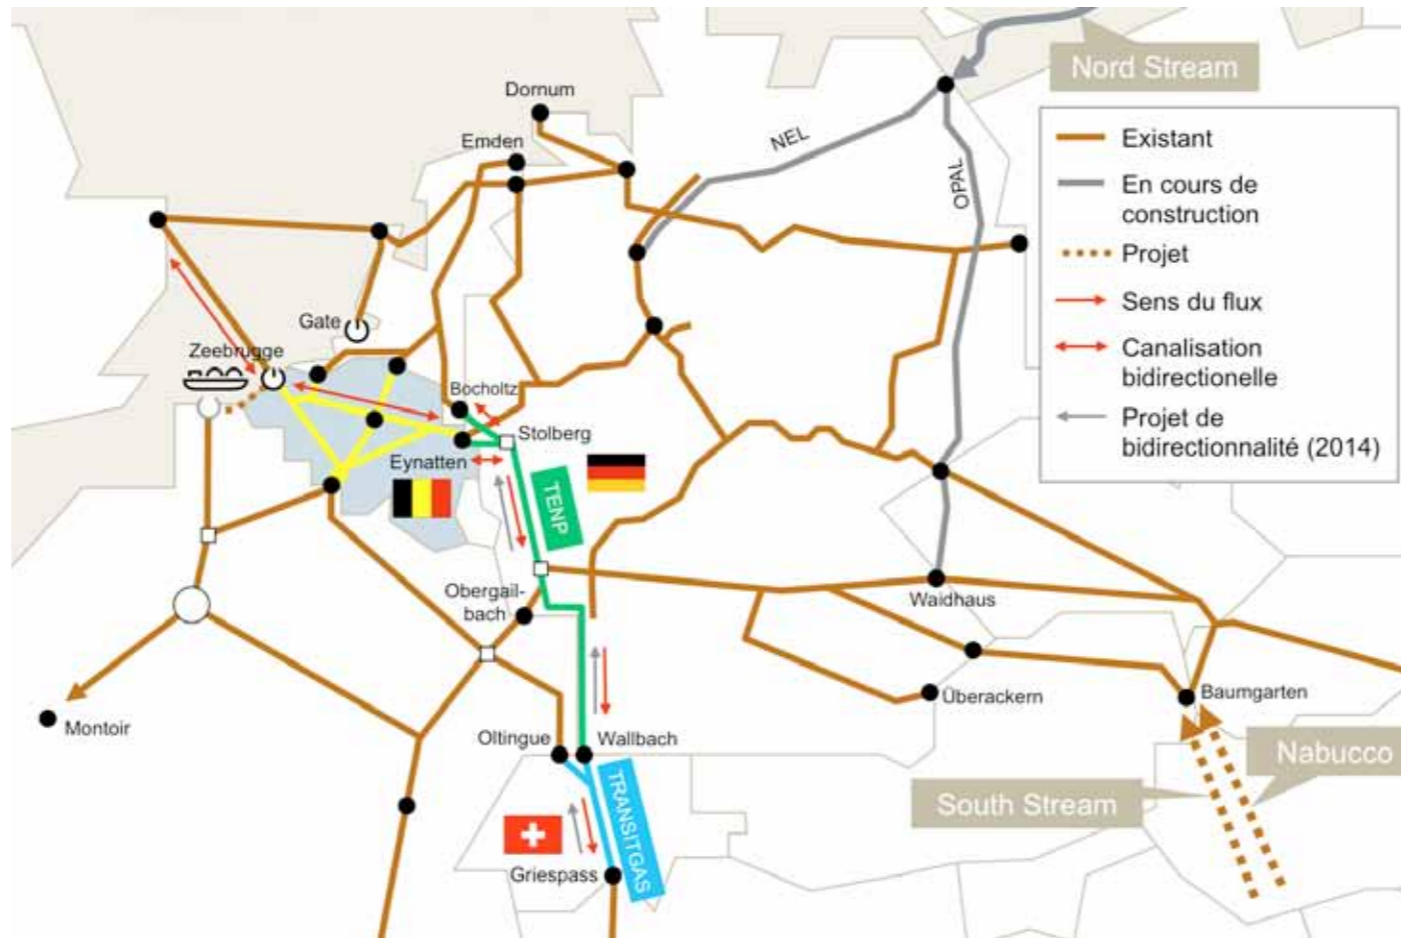 Nord Stream
Dornum
Emden
NEL
OPAL
Existant
En cours de
construction
Projet
Sens du flux
Canalisation
bidirectionelle
Projet de
bidirectionnalité (2014)
Gate
Zeebrugge
Bocholtz
Stolberg
Eynatten
TENP
Obergail-
bach
Waidhaus
Überackern
Baumgarten
Montoir
Oltingue
Wallbach
Nabucco
South Stream
TRANSITGAS
Griespass